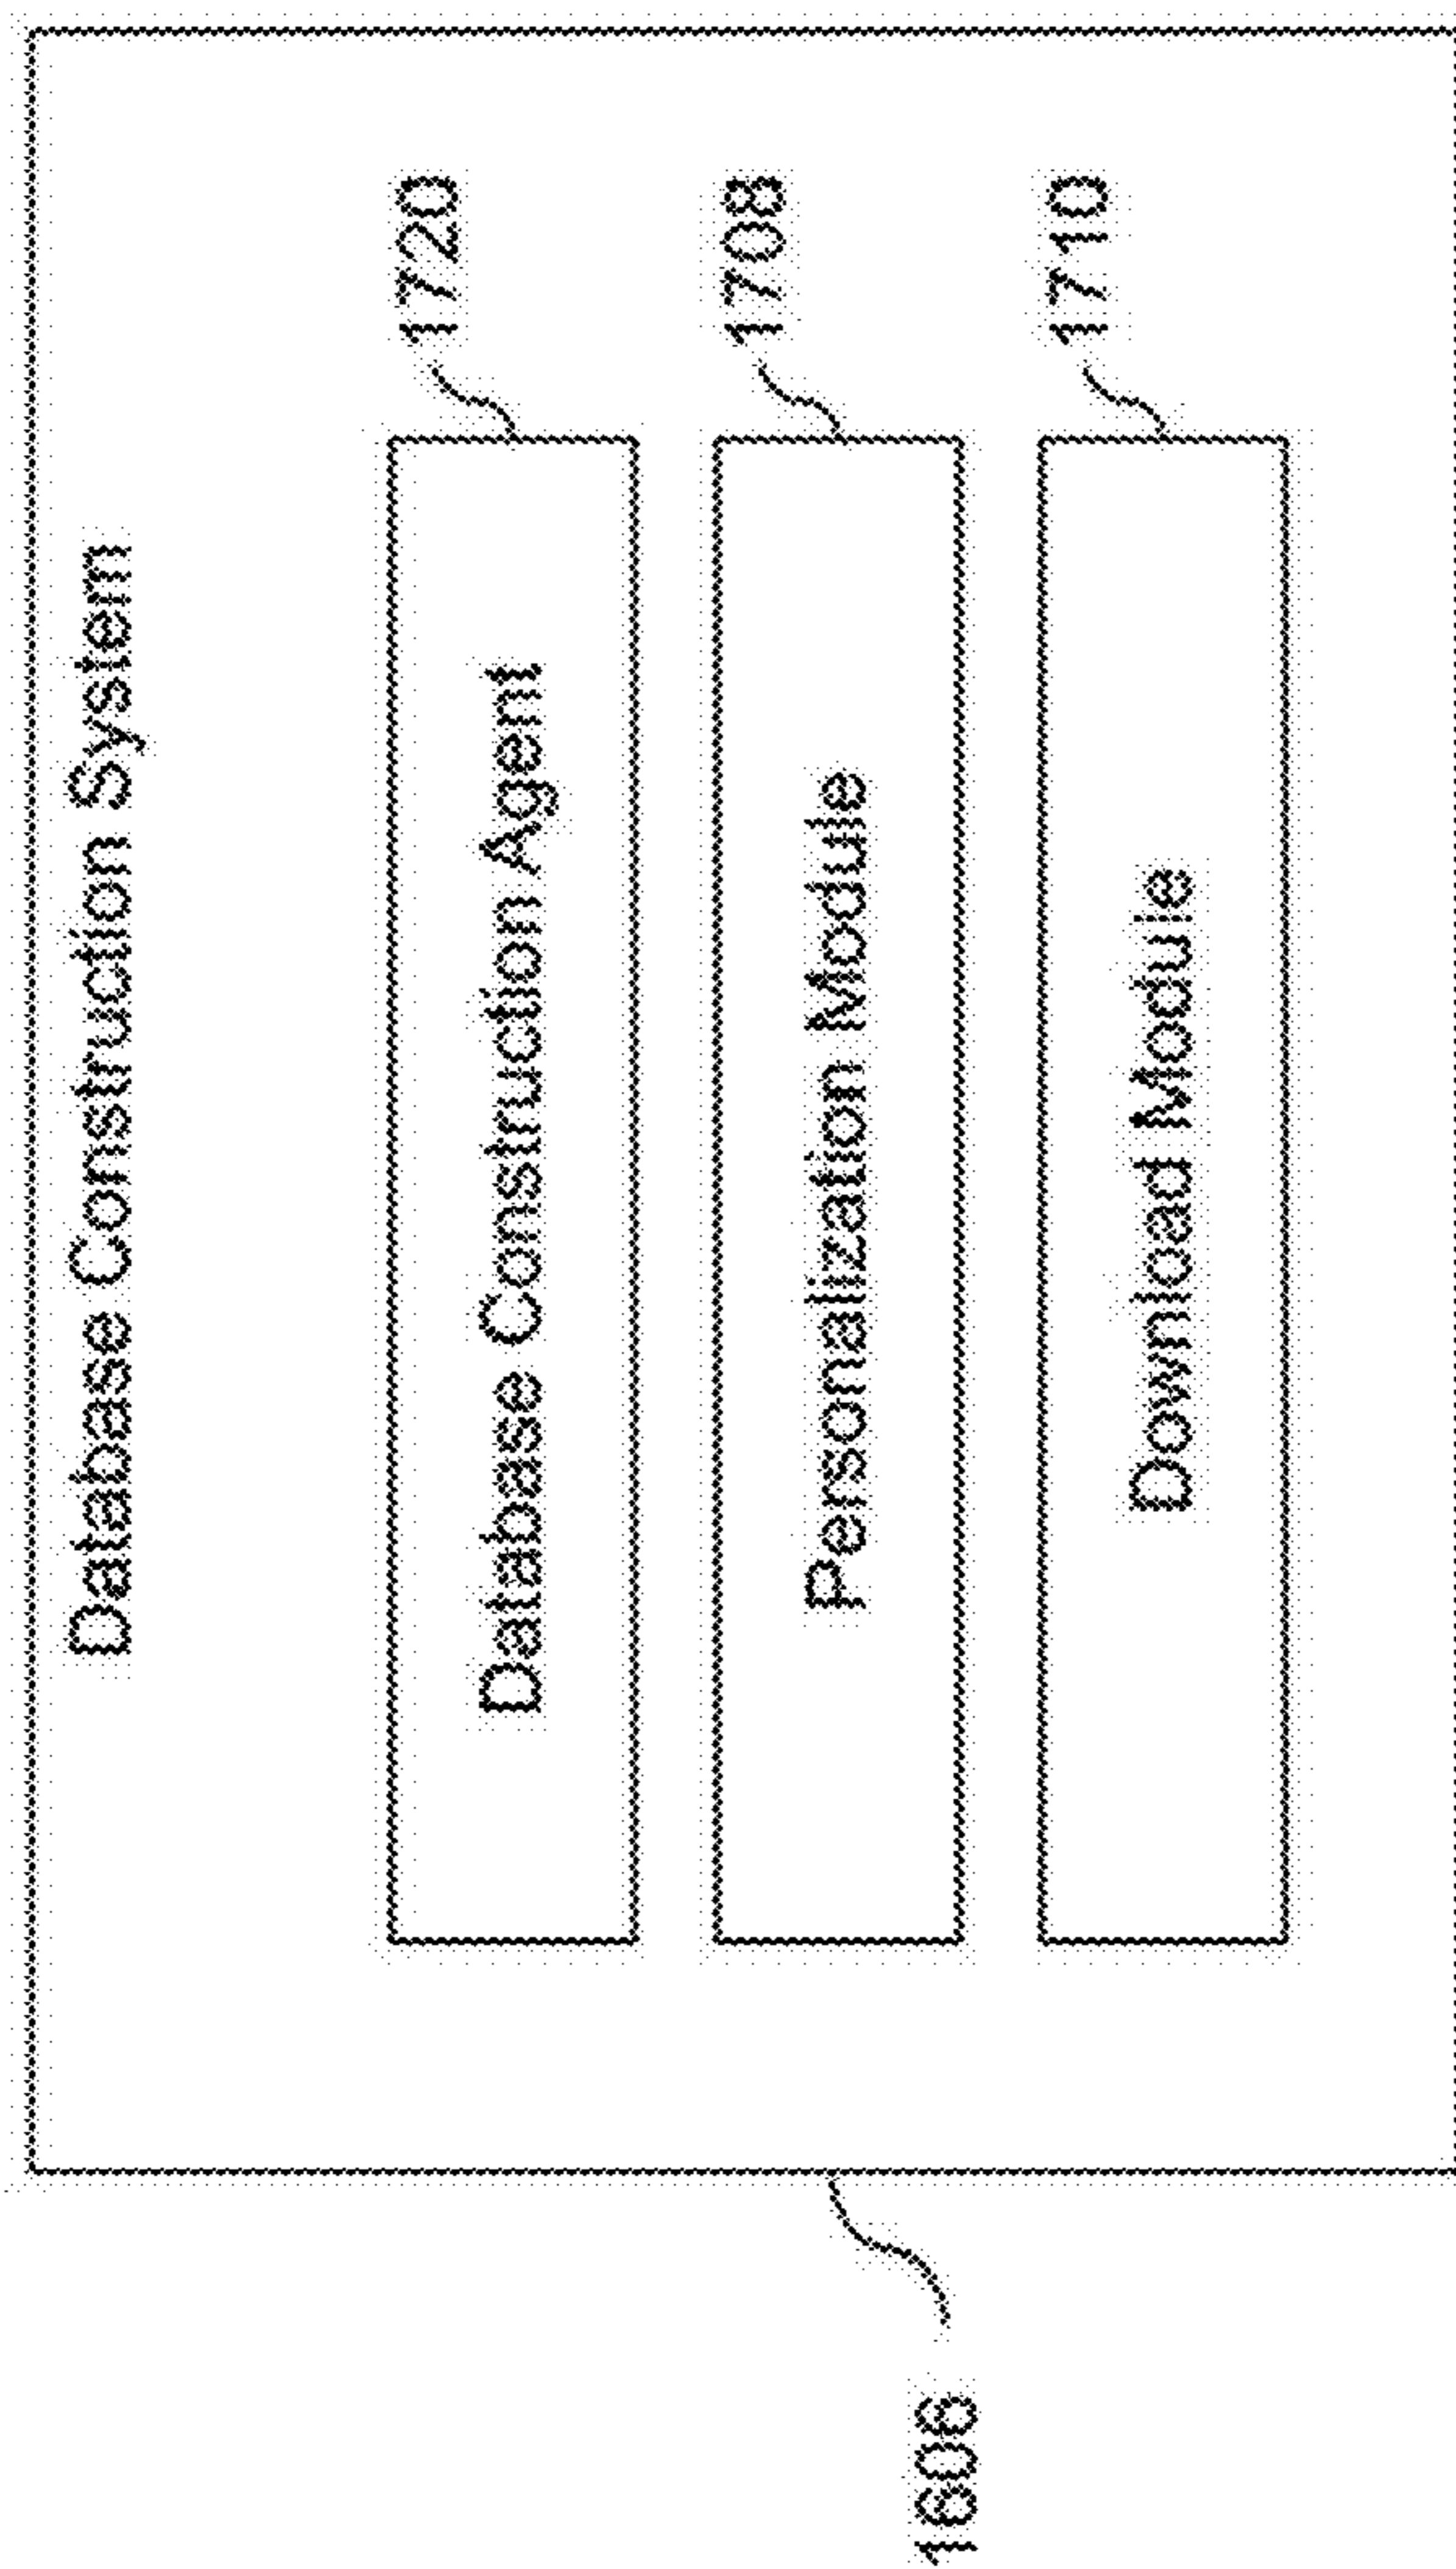 Database Construction System
Database Construction Agent
1720
Personalization Module
1708
Download Module
1710
1606